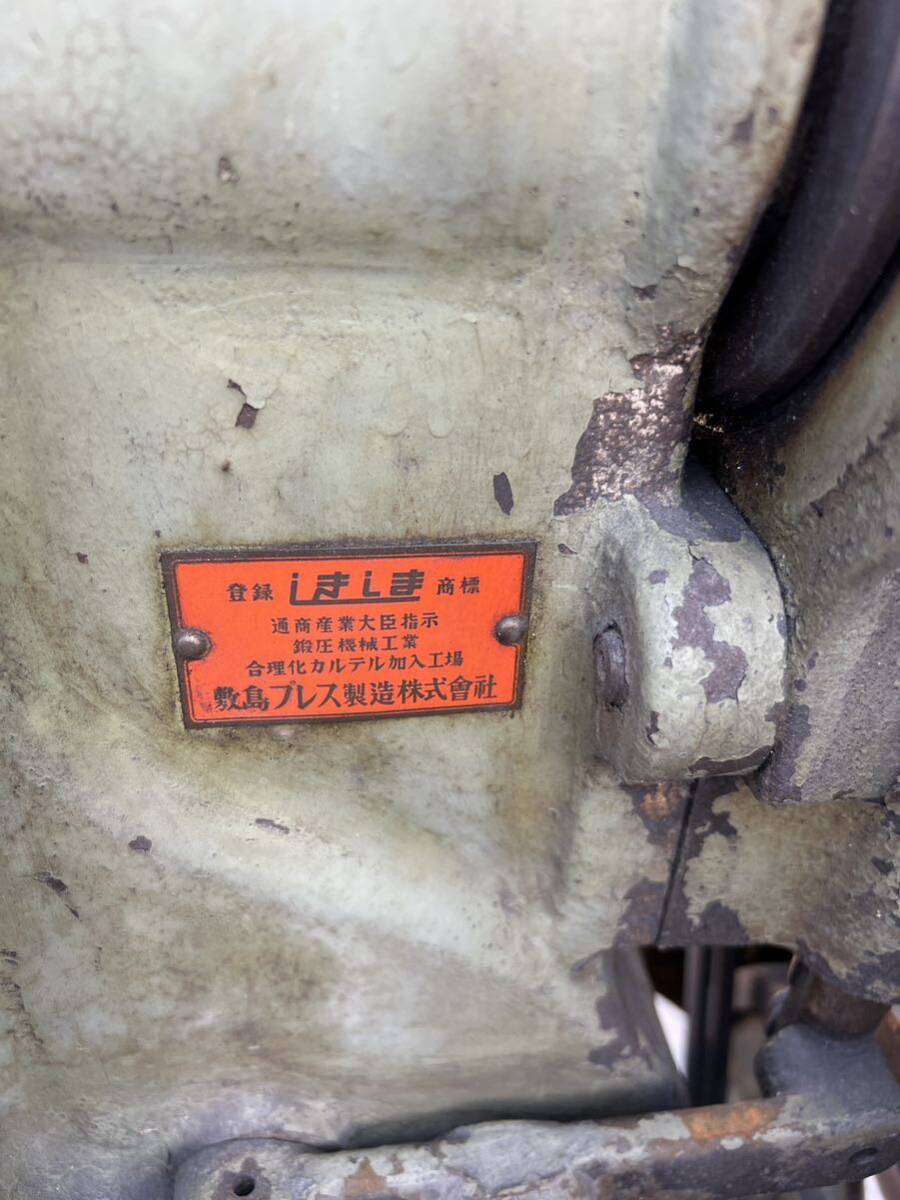 登録 しきしま 商標
通商産業大臣指示
鍛圧機械工業
合理化カルテル加入工場
敷島プレス製造株式會社